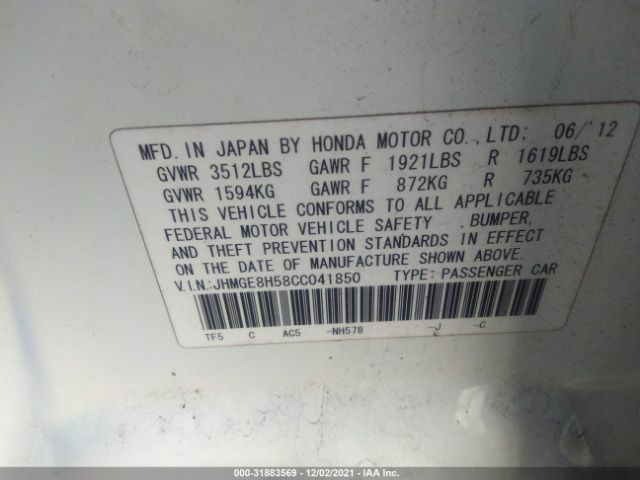 MFD. IN JAPAN BY HONDA MOTOR CO., LTD: 06/'12
GVWR 3512LBS GAWR F 1921LBS R 1619LBS
GVWR 1594KG GAWR F 872KG R 735KG
THIS VEHICLE CONFORMS TO ALL APPLICABLE
FEDERAL MOTOR VEHICLE SAFETY , BUMPER,
AND THEFT PREVENTION STANDARDS IN EFFECT
ON THE DATE OF MANUFACTURE SHOWN ABOVE.
V.I.N.:JHMGE8H58CC041850 TYPE: PASSENGER CAR
TF5 C AC5 -NH578 -J -C
000-31883569 • 12/02/2021 • IAA Inc.